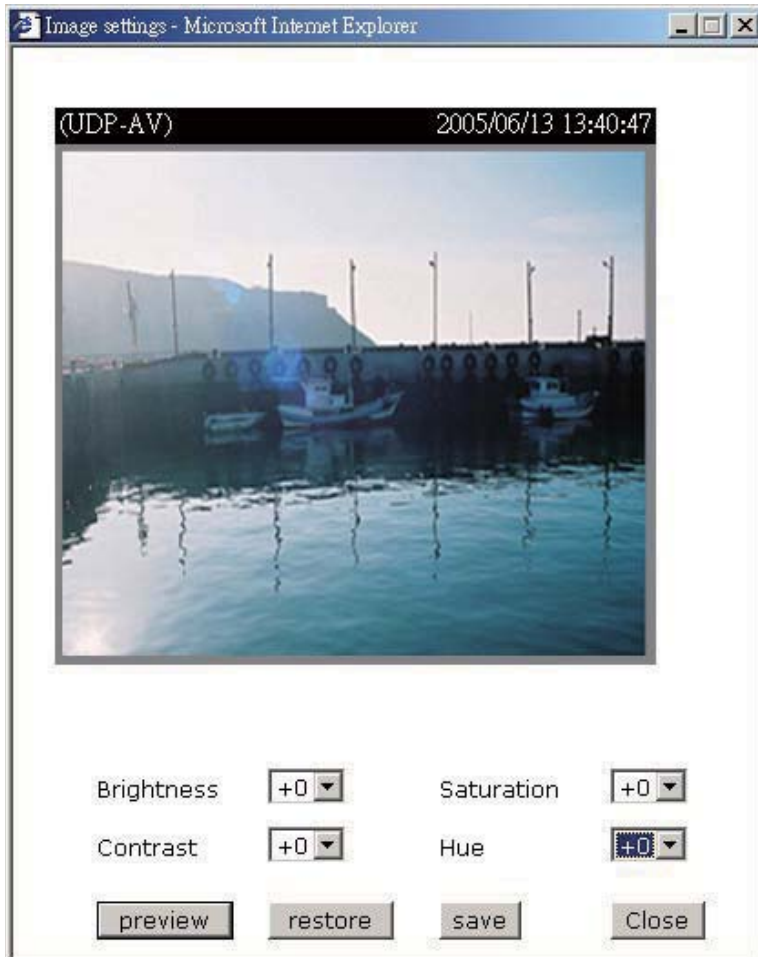 Image settings - Microsoft Internet Explorer
(UDP-AV) 2005/06/13 13:40:47
Brightness +0 Saturation +0
Contrast +0 Hue +0
preview restore save Close